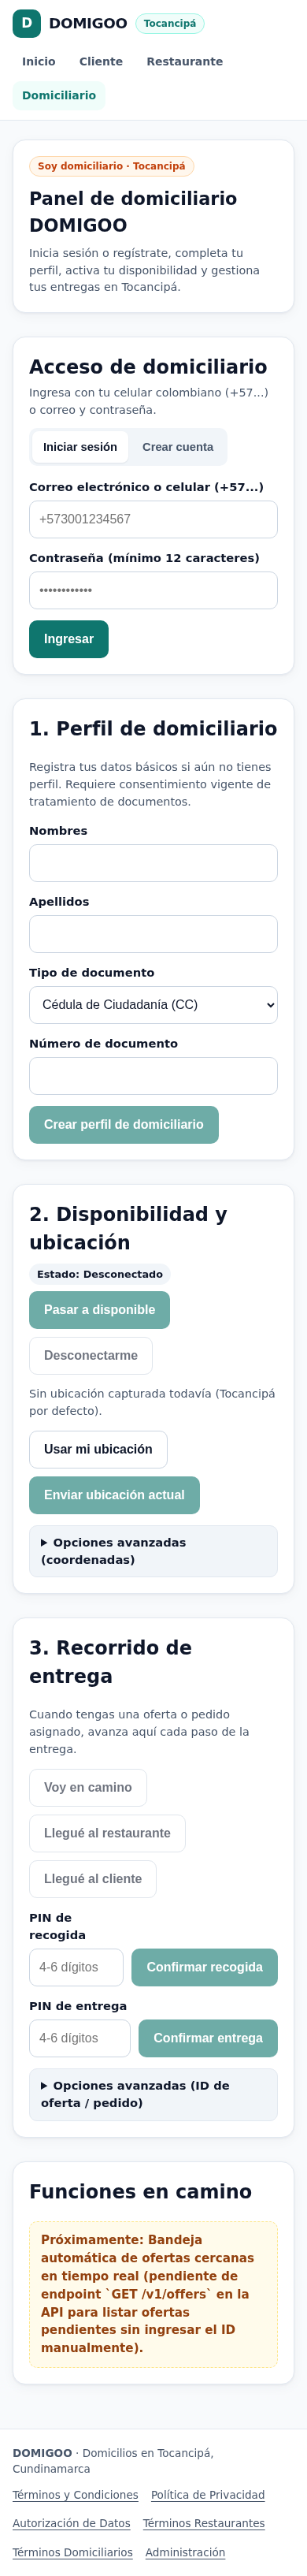 D DOMIGOO Tocancipá
Inicio Cliente Restaurante
Domiciliario
Soy domiciliario · Tocancipá
Panel de domiciliario
DOMIGOO
Inicia sesión o regístrate, completa tu
perfil, activa tu disponibilidad y gestiona
tus entregas en Tocancipá.
Acceso de domiciliario
Ingresa con tu celular colombiano (+57...)
o correo y contraseña.
Iniciar sesión Crear cuenta
Correo electrónico o celular (+57...)
+573001234567
Contraseña (mínimo 12 caracteres)
••••••••••••
Ingresar
1. Perfil de domiciliario
Registra tus datos básicos si aún no tienes
perfil. Requiere consentimiento vigente de
tratamiento de documentos.
Nombres
Apellidos
Tipo de documento
Cédula de Ciudadanía (CC)
Número de documento
Crear perfil de domiciliario
2. Disponibilidad y
ubicación
Estado: Desconectado
Pasar a disponible
Desconectarme
Sin ubicación capturada todavía (Tocancipá
por defecto).
Usar mi ubicación
Enviar ubicación actual
▶ Opciones avanzadas
(coordenadas)
3. Recorrido de
entrega
Cuando tengas una oferta o pedido
asignado, avanza aquí cada paso de la
entrega.
Voy en camino
Llegué al restaurante
Llegué al cliente
PIN de
recogida
4-6 dígitos Confirmar recogida
PIN de entrega
4-6 dígitos Confirmar entrega
▶ Opciones avanzadas (ID de
oferta / pedido)
Funciones en camino
Próximamente: Bandeja
automática de ofertas cercanas
en tiempo real (pendiente de
endpoint `GET /v1/offers` en la
API para listar ofertas
pendientes sin ingresar el ID
manualmente).
DOMIGOO · Domicilios en Tocancipá,
Cundinamarca
Términos y Condiciones Política de Privacidad
Autorización de Datos Términos Restaurantes
Términos Domiciliarios Administración